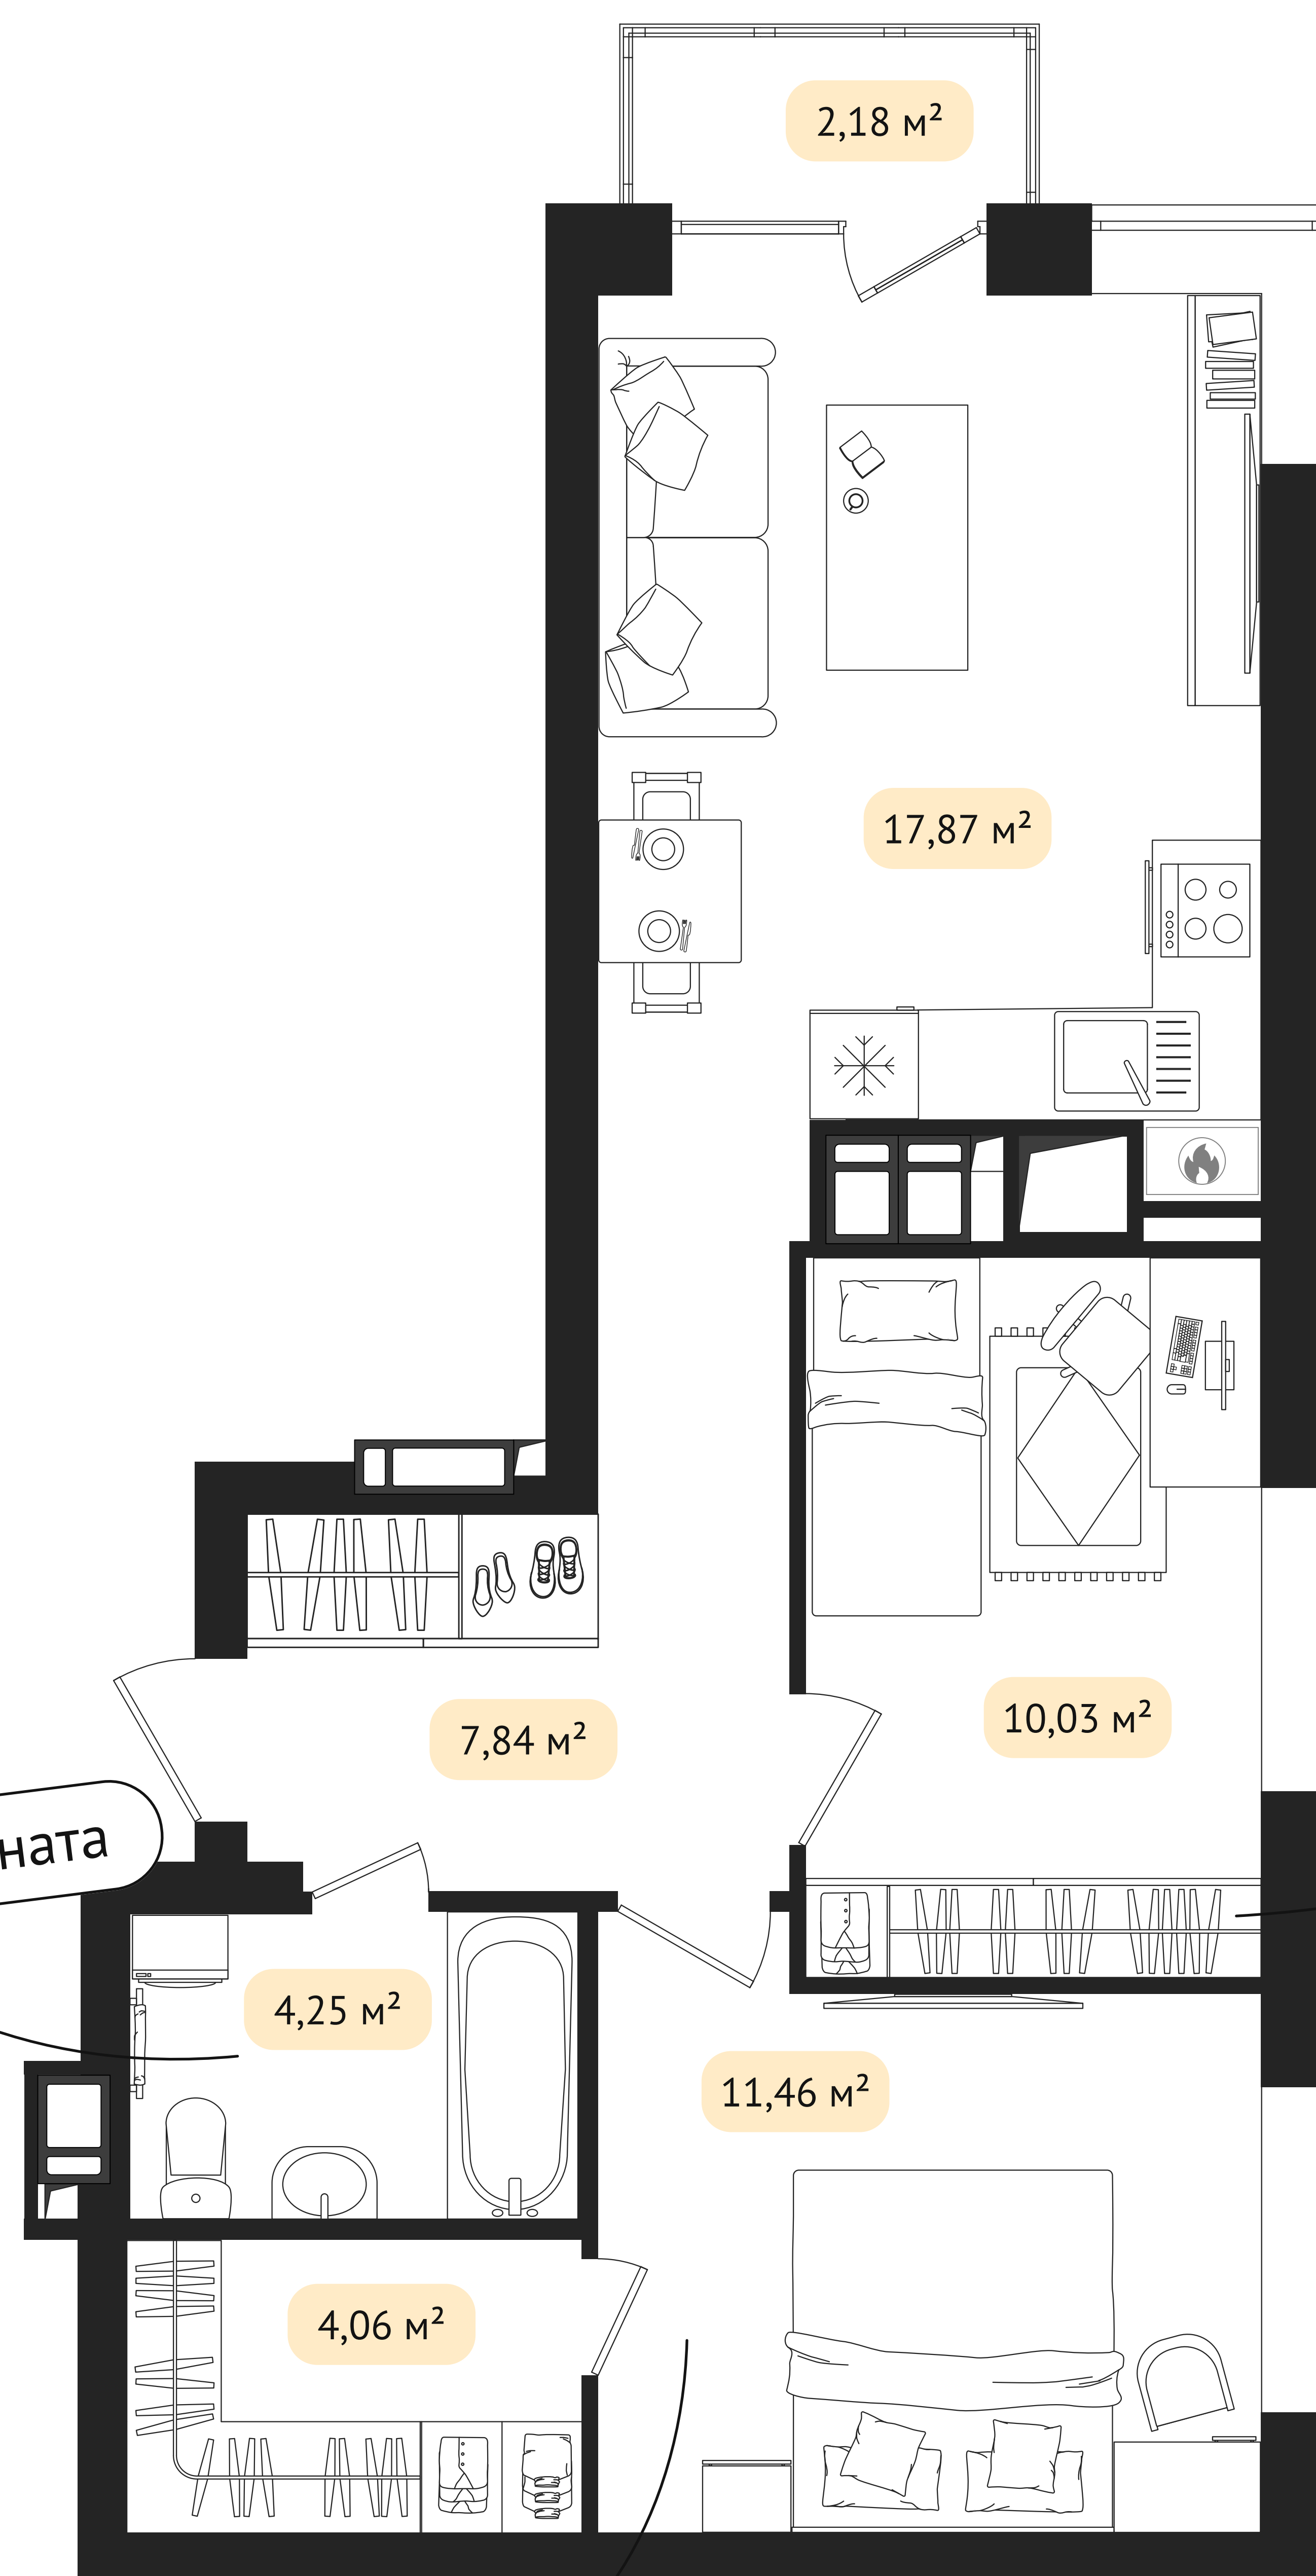 2,18 м²
17,87 м²
10,03 м²
7,84 м²
ната
4,25 м²
11,46 м²
4,06 м²